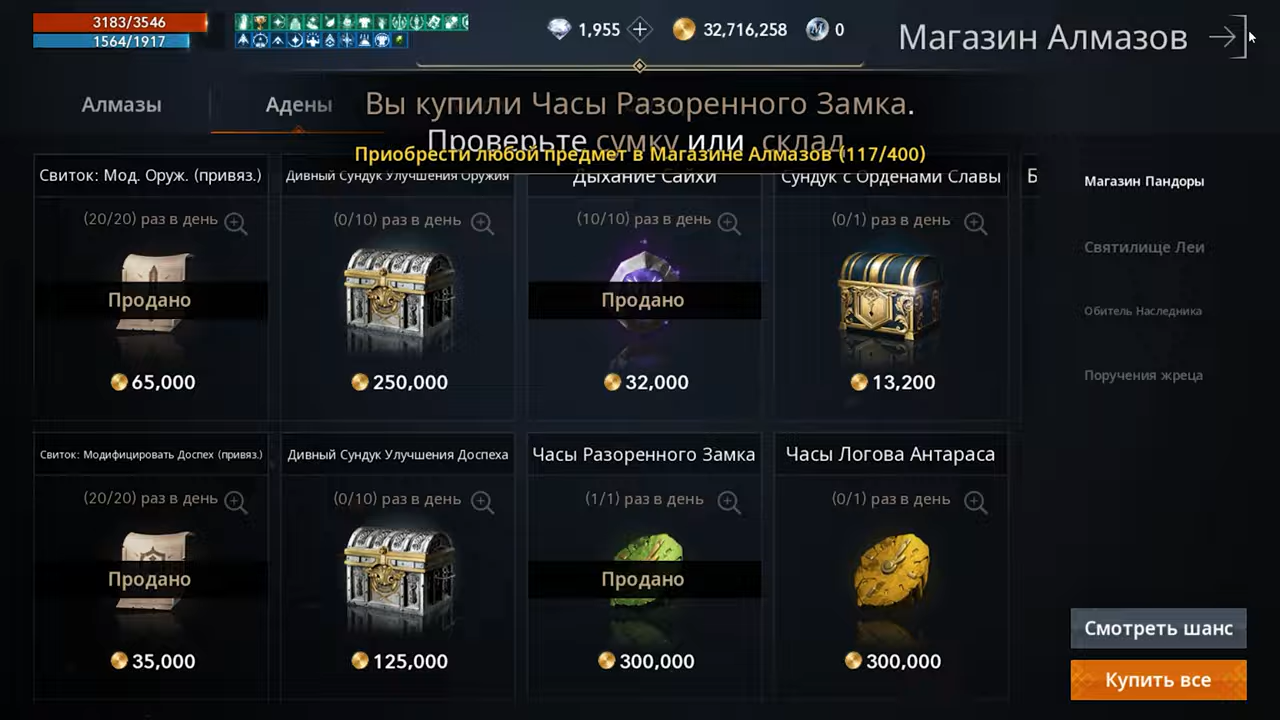 3183/3546
1564/1917
1,955
32,716,258
0
Магазин Алмазов
Алмазы
Адены
Вы купили Часы Разоренного Замка.
Проверьте сумку или склад
Приобрести любой предмет в Магазине Алмазов (117/400)
Свиток: Мод. Оруж. (привяз.)
Дивный Сундук Улучшения Оружия
Дыхание Сайхи
Сундук с Орденами Славы
Б
(20/20) раз в день
(0/10) раз в день
(10/10) раз в день
(0/1) раз в день
Продано
Продано
65,000
250,000
32,000
13,200
Свиток: Модифицировать Доспех (привяз.)
Дивный Сундук Улучшения Доспеха
Часы Разоренного Замка
Часы Логова Антараса
(20/20) раз в день
(0/10) раз в день
(1/1) раз в день
(0/1) раз в день
Продано
Продано
35,000
125,000
300,000
300,000
Магазин Пандоры
Святилище Леи
Обитель Наследника
Поручения жреца
Смотреть шанс
Купить все